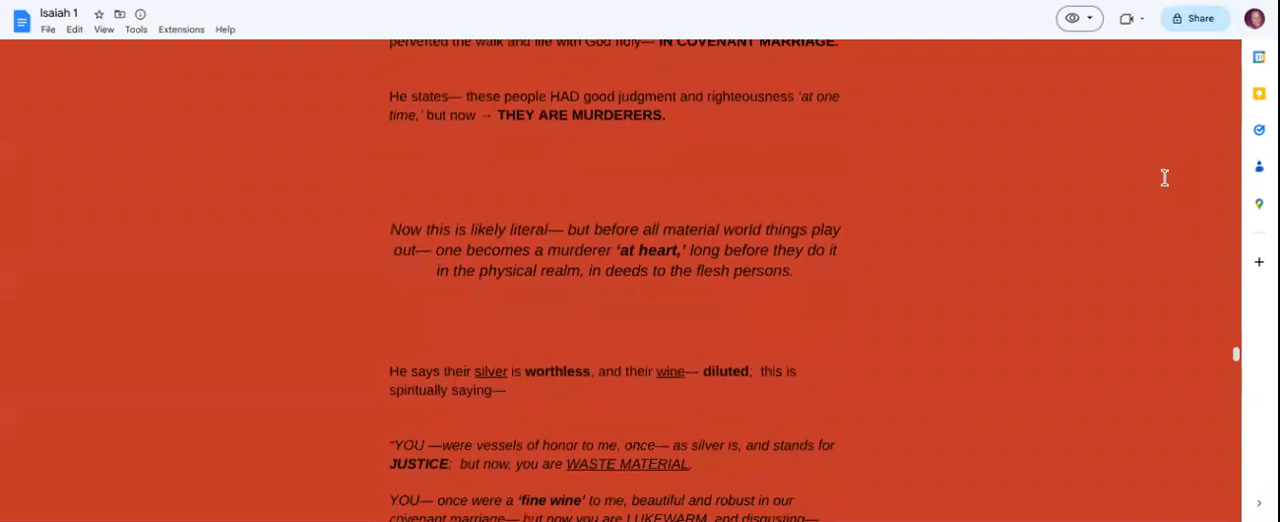 Isaiah 1
File Edit View Tools Extensions Help
Share
perverted the walk and life with God holy— IN COVENANT MARRIAGE.
He states— these people HAD good judgment and righteousness ‘at one
time,’ but now → THEY ARE MURDERERS.
Now this is likely literal— but before all material world things play
out— one becomes a murderer ‘at heart,’ long before they do it
in the physical realm, in deeds to the flesh persons.
He says their silver is worthless, and their wine— diluted;  this is
spiritually saying—
“YOU —were vessels of honor to me, once— as silver is, and stands for
JUSTICE;  but now, you are WASTE MATERIAL.
YOU— once were a ‘fine wine’ to me, beautiful and robust in our
covenant marriage— but now you are LUKEWARM, and disgusting—